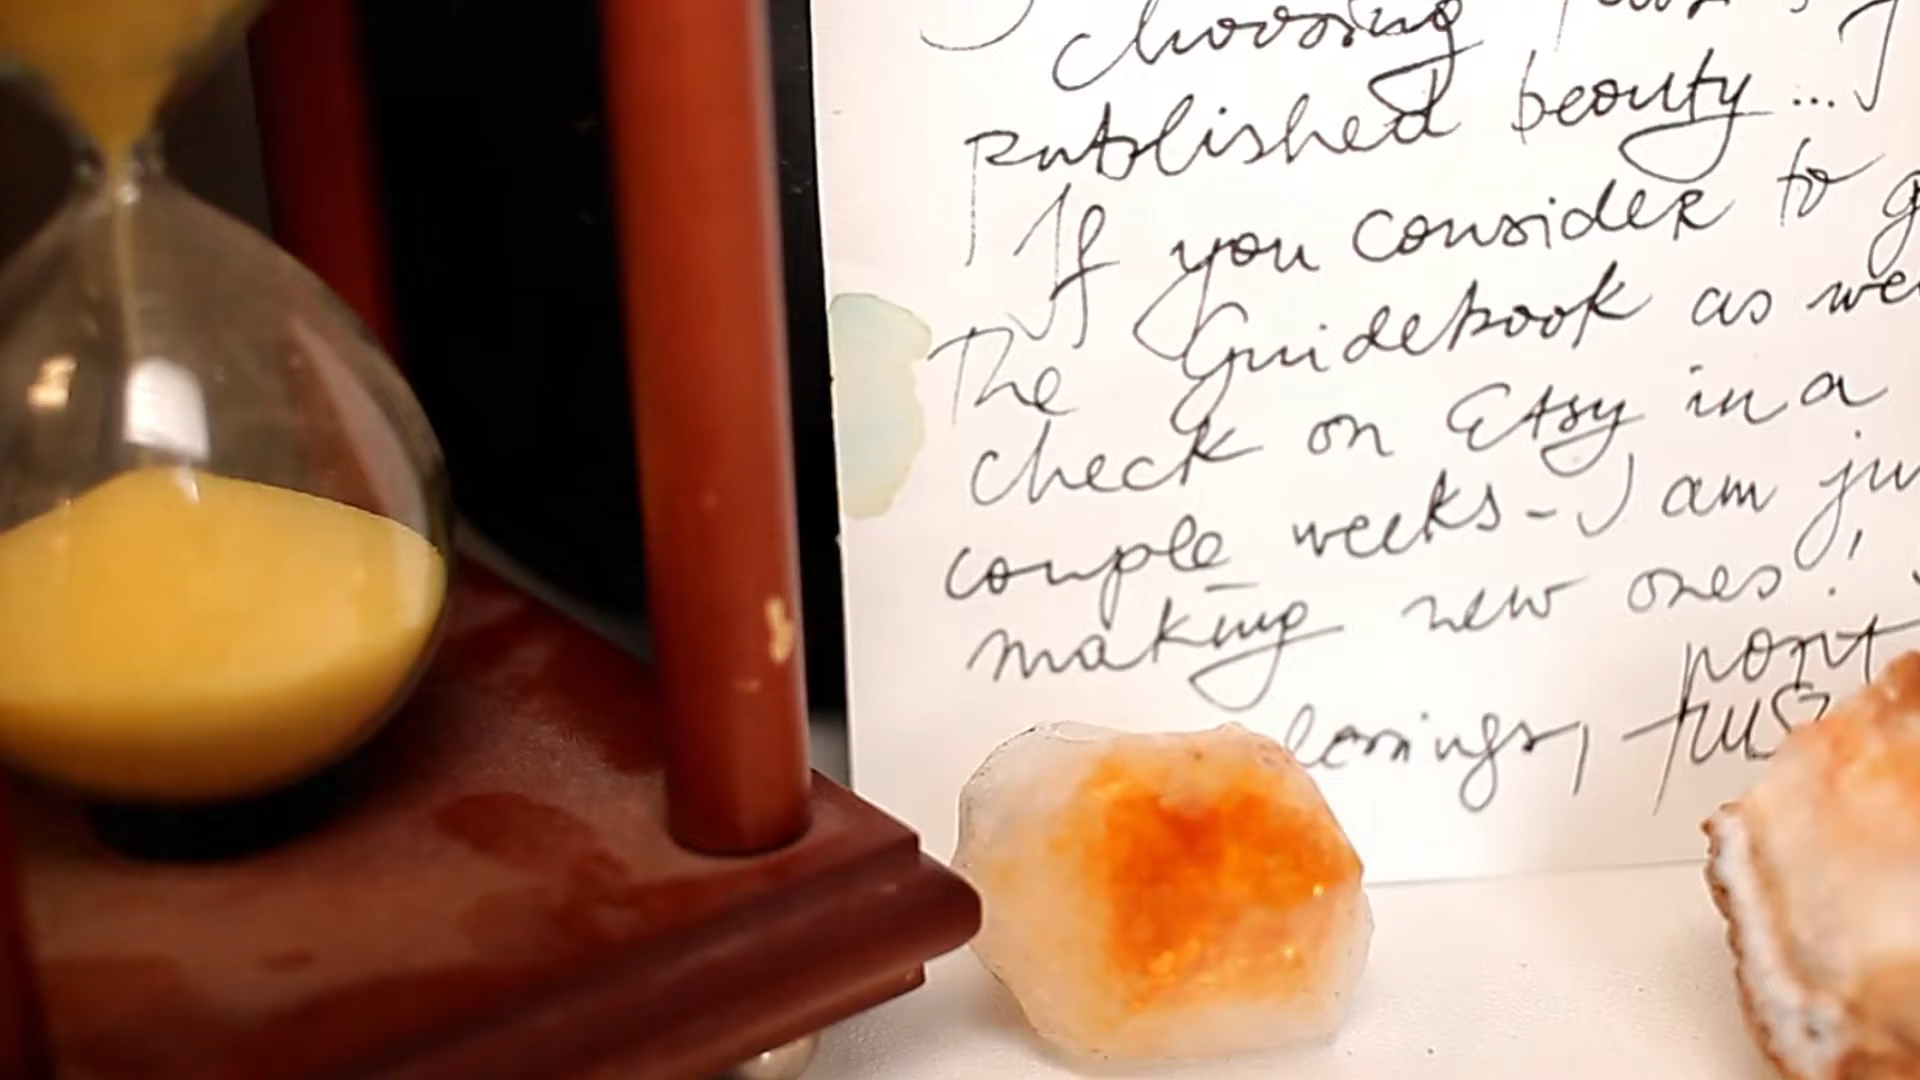 choosing
published beauty...
If you consider to
The Guidebook as
check on Etsy in a
couple weeks - I am
making new ones!